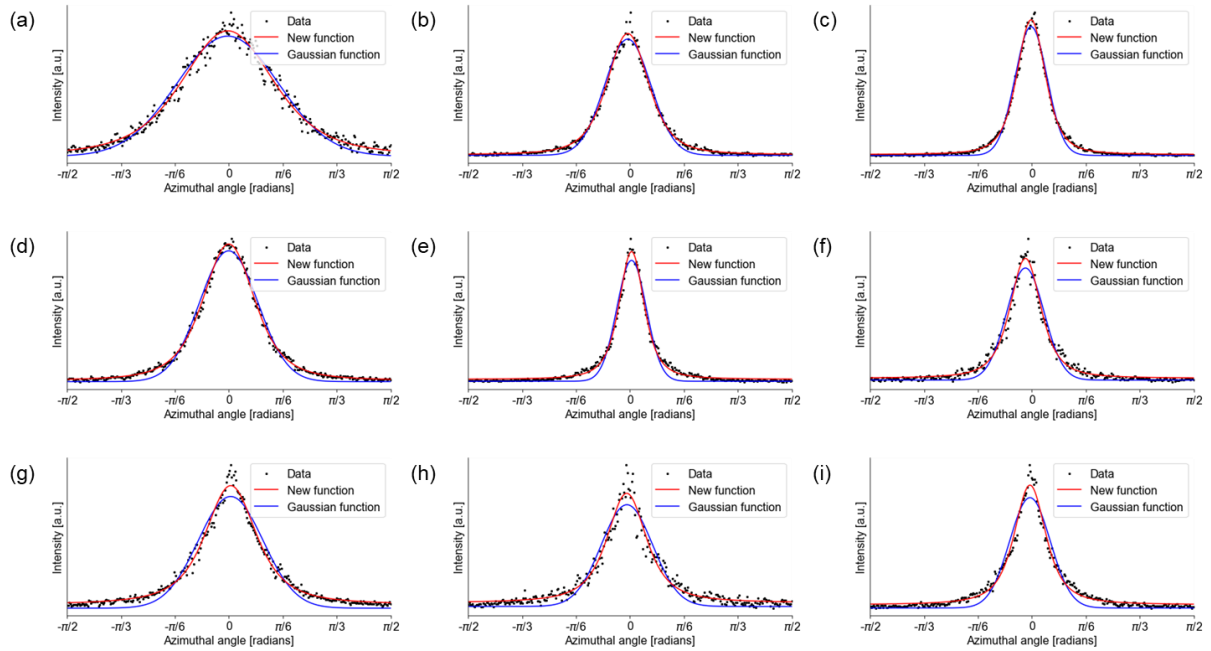 (a)
Intensity [a.u.]
Data
New function
Gaussian function
-π/2 -π/3 -π/6 0 π/6 π/3 π/2
Azimuthal angle [radians]
(b)
Intensity [a.u.]
Data
New function
Gaussian function
-π/2 -π/3 -π/6 0 π/6 π/3 π/2
Azimuthal angle [radians]
(c)
Intensity [a.u.]
Data
New function
Gaussian function
-π/2 -π/3 -π/6 0 π/6 π/3 π/2
Azimuthal angle [radians]
(d)
Intensity [a.u.]
Data
New function
Gaussian function
-π/2 -π/3 -π/6 0 π/6 π/3 π/2
Azimuthal angle [radians]
(e)
Intensity [a.u.]
Data
New function
Gaussian function
-π/2 -π/3 -π/6 0 π/6 π/3 π/2
Azimuthal angle [radians]
(f)
Intensity [a.u.]
Data
New function
Gaussian function
-π/2 -π/3 -π/6 0 π/6 π/3 π/2
Azimuthal angle [radians]
(g)
Intensity [a.u.]
Data
New function
Gaussian function
-π/2 -π/3 -π/6 0 π/6 π/3 π/2
Azimuthal angle [radians]
(h)
Intensity [a.u.]
Data
New function
Gaussian function
-π/2 -π/3 -π/6 0 π/6 π/3 π/2
Azimuthal angle [radians]
(i)
Intensity [a.u.]
Data
New function
Gaussian function
-π/2 -π/3 -π/6 0 π/6 π/3 π/2
Azimuthal angle [radians]